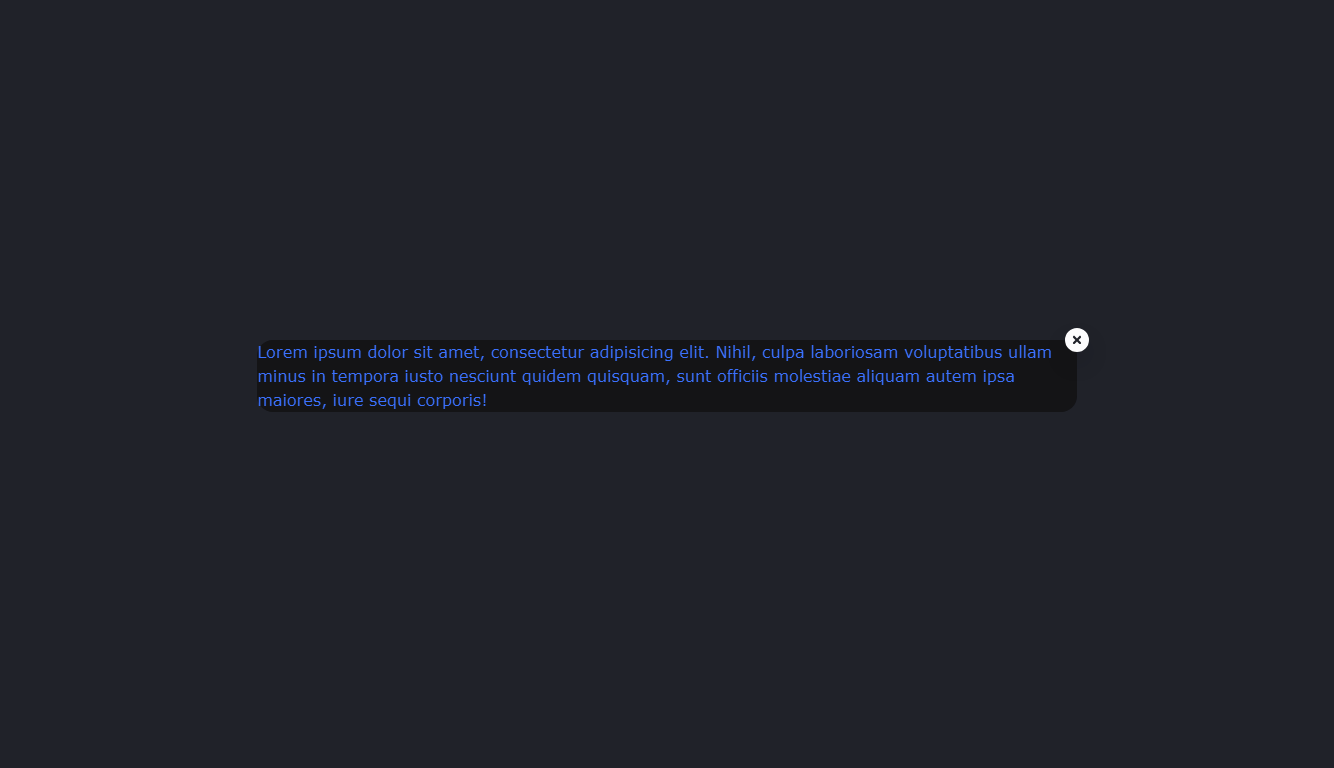 Lorem ipsum dolor sit amet, consectetur adipisicing elit. Nihil, culpa laboriosam voluptatibus ullam
minus in tempora iusto nesciunt quidem quisquam, sunt officiis molestiae aliquam autem ipsa
maiores, iure sequi corporis!